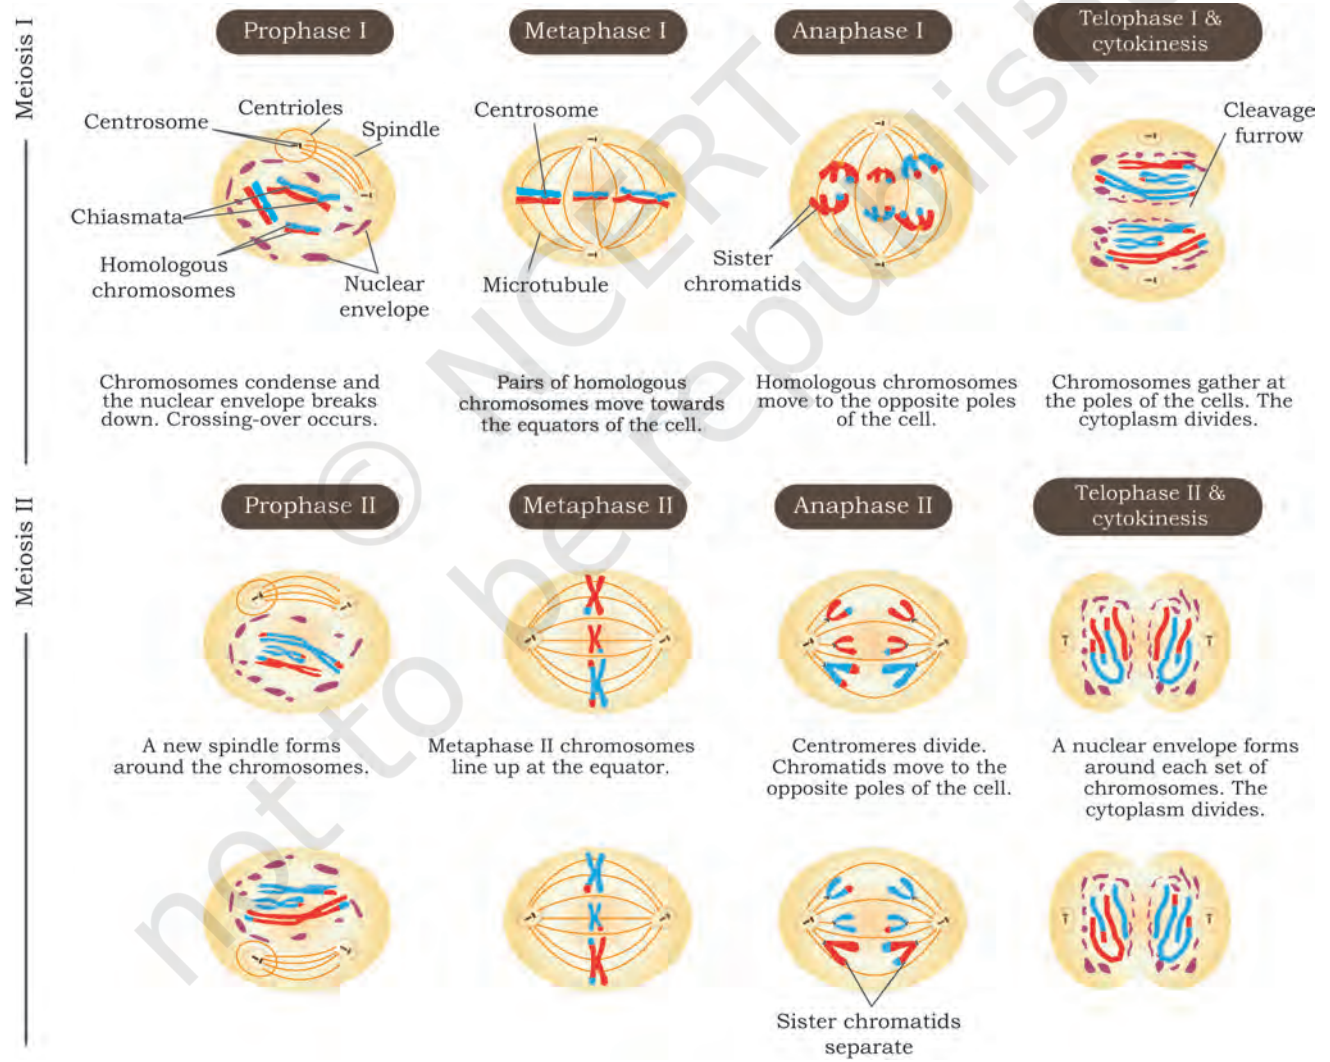 Meiosis I
Prophase I
Metaphase I
Anaphase I
Telophase I &
cytokinesis
Centrioles
Centrosome
Spindle
Chiasmata
Homologous
chromosomes
Nuclear
envelope
Centrosome
Microtubule
Sister
chromatids
Cleavage
furrow
Chromosomes condense and
the nuclear envelope breaks
down. Crossing-over occurs.
Pairs of homologous
chromosomes move towards
the equators of the cell.
Homologous chromosomes
move to the opposite poles
of the cell.
Chromosomes gather at
the poles of the cells. The
cytoplasm divides.
Meiosis II
Prophase II
Metaphase II
Anaphase II
Telophase II &
cytokinesis
A new spindle forms
around the chromosomes.
Metaphase II chromosomes
line up at the equator.
Centromeres divide.
Chromatids move to the
opposite poles of the cell.
A nuclear envelope forms
around each set of
chromosomes. The
cytoplasm divides.
Sister chromatids
separate
© NCERT
not to be republish